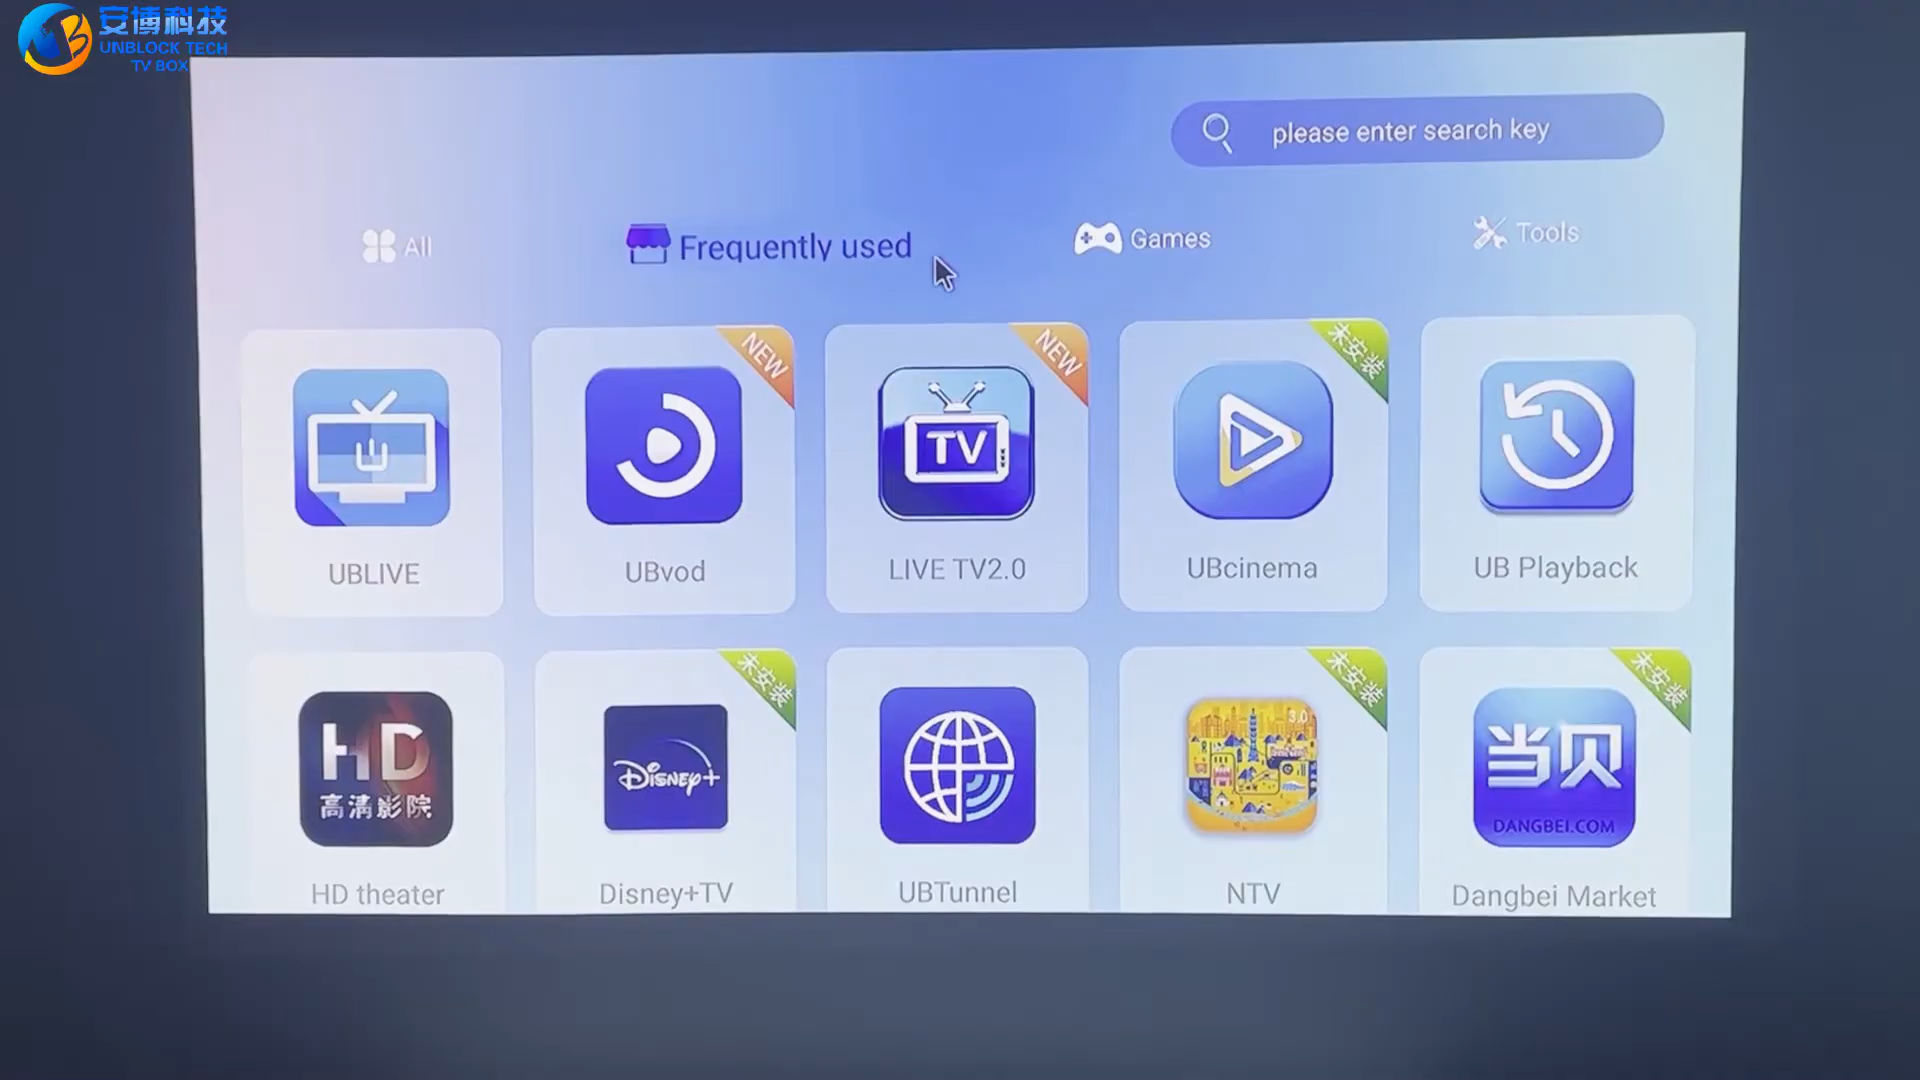 安博科技
UNBLOCK TECH
TV BOX
please enter search key
All
Frequently used
Games
Tools
NEW
NEW
未安装
TV
UBLIVE
UBvod
LIVE TV2.0
UBcinema
UB Playback
未安装
未安装
未安装
HD
高清影院
Disney+
3.0
当贝
DANGBEI.COM
HD theater
Disney+TV
UBTunnel
NTV
Dangbei Market